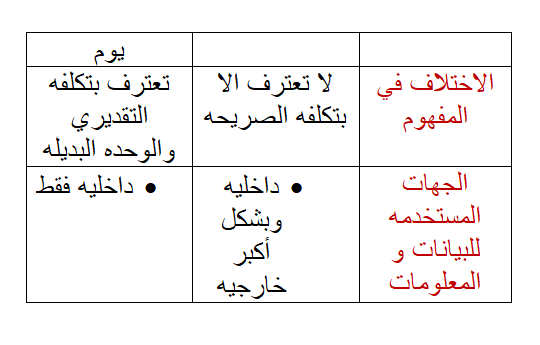 يوم
الاختلاف في
المفهوم
لا تعترف الا
بتكلفه الصريحه
تعترف بتكلفه
التقديري
والوحده البديله
الجهات
المستخدمه
للبيانات و
المعلومات
• داخليه
وبشكل
أكبر
خارجيه
• داخليه فقط